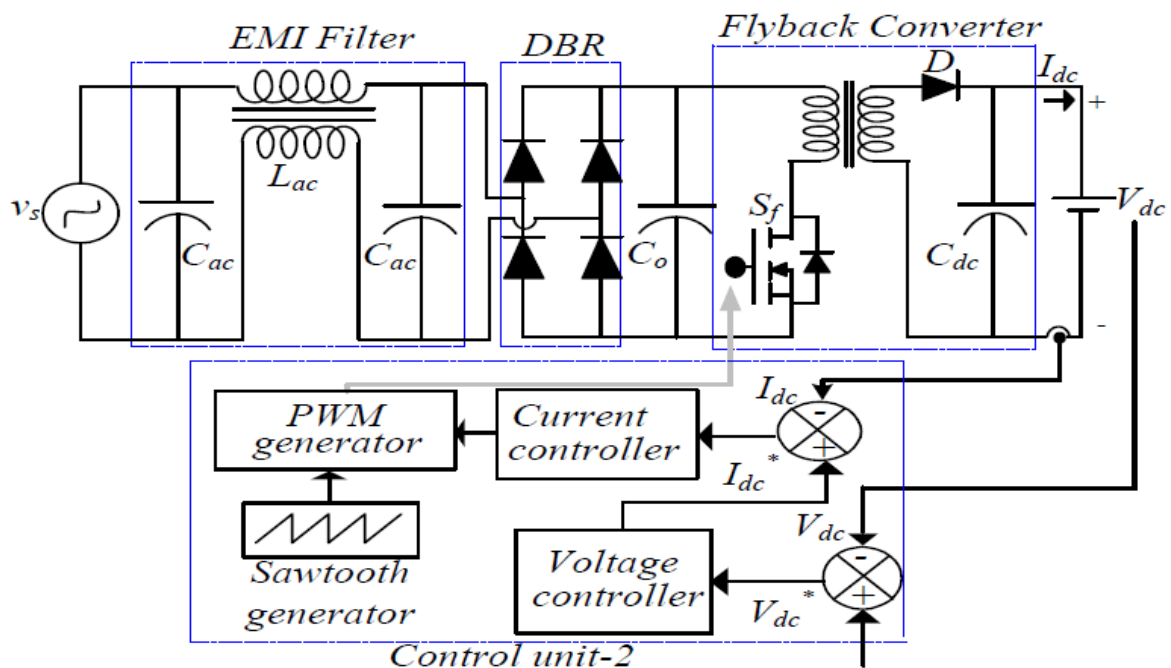 EMI Filter
DBR
Flyback Converter
D
I_dc
+
L_ac
v_s
S_f
V_dc
C_ac
C_ac
C_o
C_dc
-
PWM
generator
Current
controller
I_dc
-
+
I_dc*
Sawtooth
generator
Voltage
controller
V_dc
-
+
V_dc*
Control unit-2